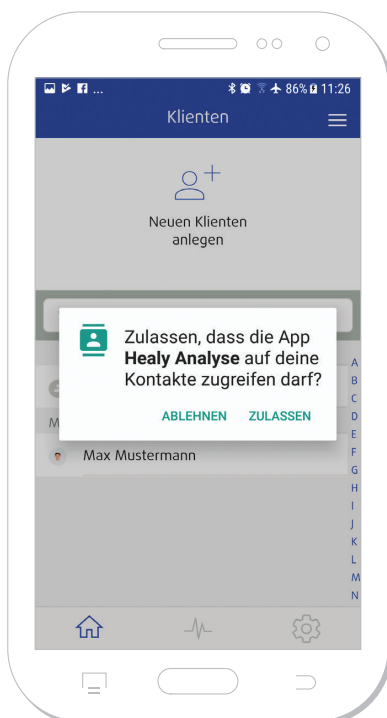 ... 86% 11:26
Klienten
Neuen Klienten
anlegen
Zulassen, dass die App
Healy Analyse auf deine
Kontakte zugreifen darf?
ABLEHNEN ZULASSEN
M
Max Mustermann
A
B
C
D
E
F
G
H
I
J
K
L
M
N